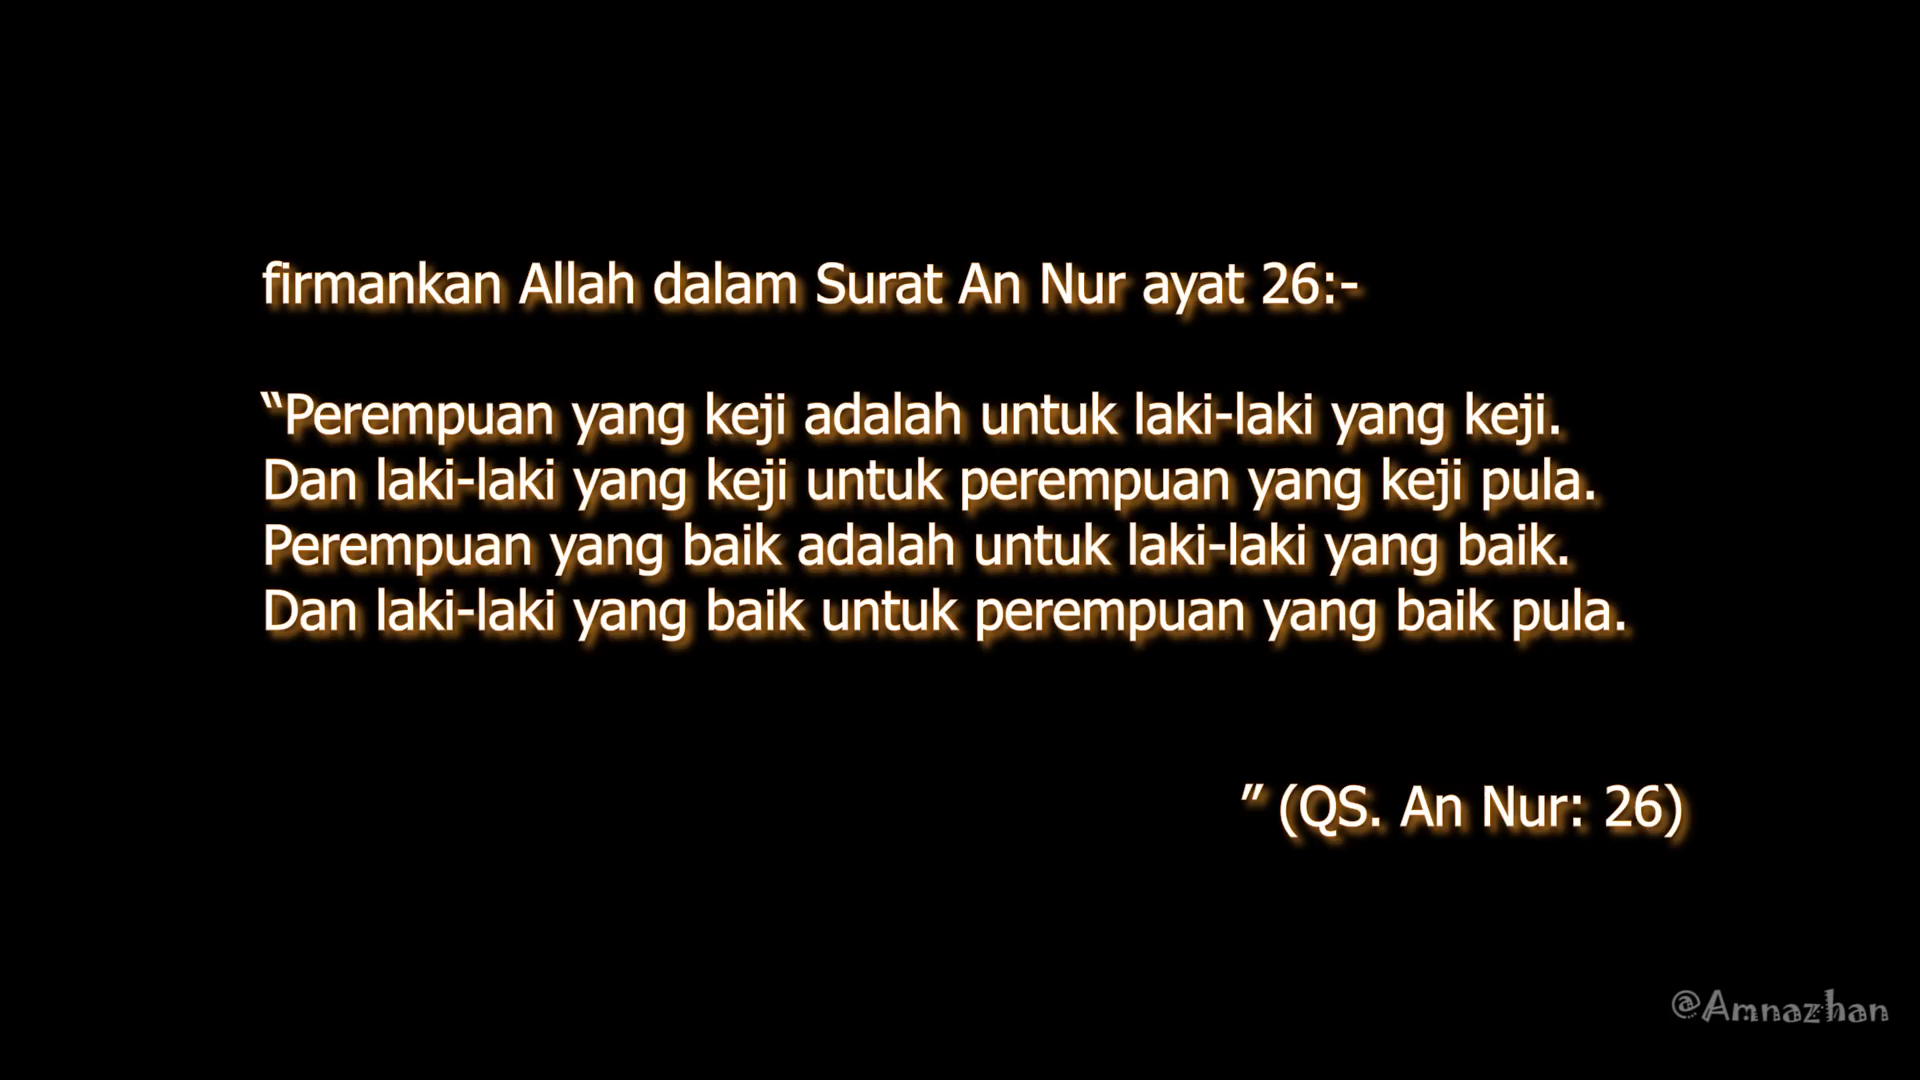 firmankan Allah dalam Surat An Nur ayat 26:-
“Perempuan yang keji adalah untuk laki-laki yang keji.
Dan laki-laki yang keji untuk perempuan yang keji pula.
Perempuan yang baik adalah untuk laki-laki yang baik.
Dan laki-laki yang baik untuk perempuan yang baik pula.
” (QS. An Nur: 26)
@Amnazhan